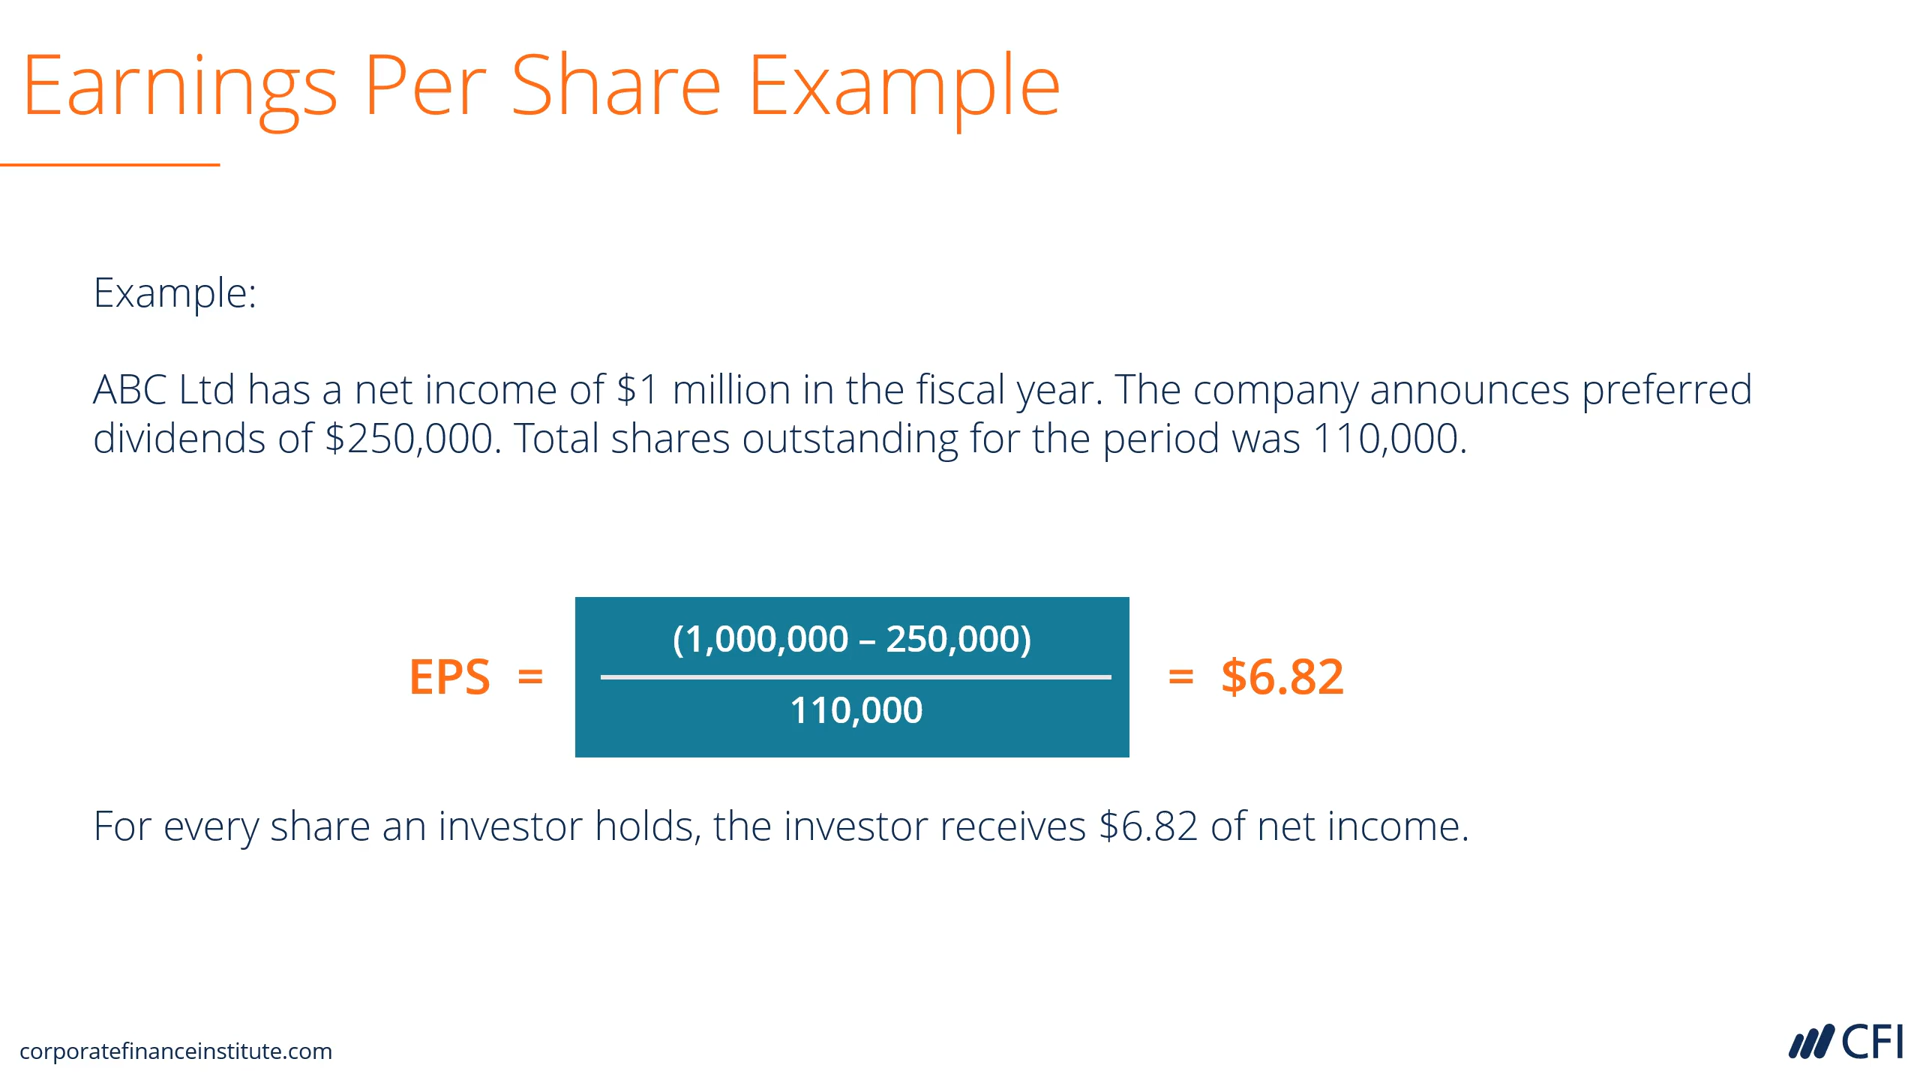 Earnings Per Share Example
Example:
ABC Ltd has a net income of $1 million in the fiscal year. The company announces preferred
dividends of $250,000. Total shares outstanding for the period was 110,000.
(1,000,000 – 250,000)
EPS = = $6.82
110,000
For every share an investor holds, the investor receives $6.82 of net income.
corporatefinanceinstitute.com
CFI